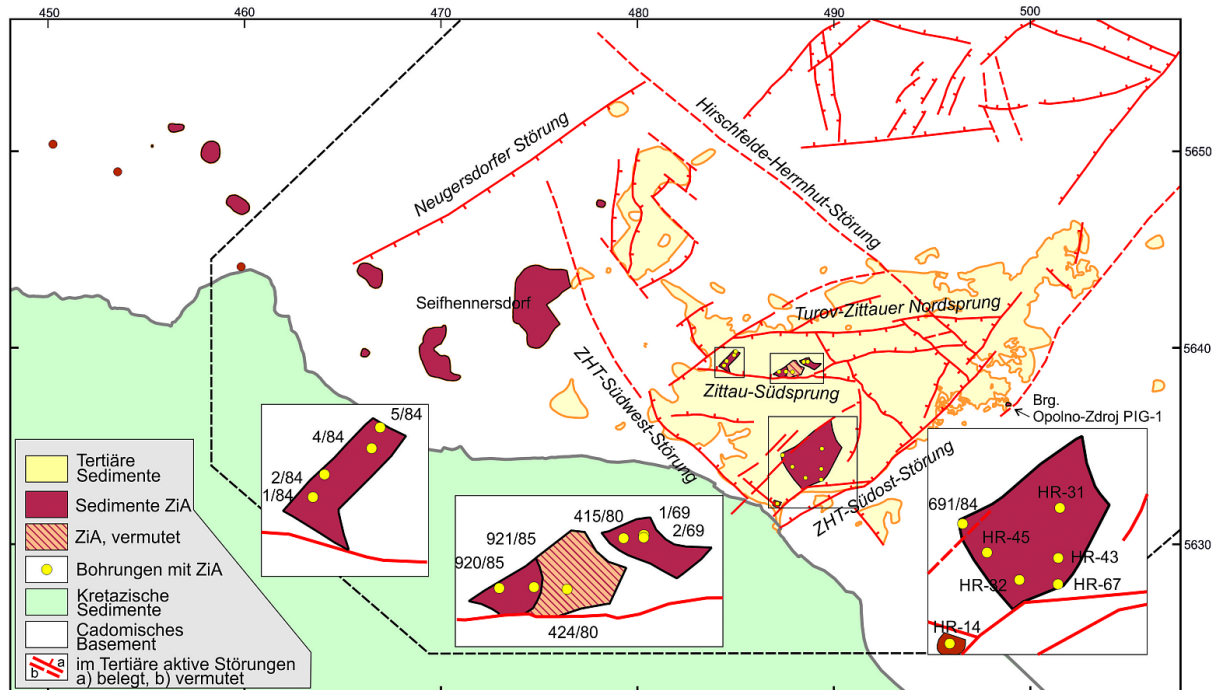 450 460 470 480 490 500
5650
5640
5630
Neugersdorfer Störung
Hirschfelde-Herrnhut-Störung
Seifhennersdorf
Turov-Zittauer Nordsprung
ZHT-Südwest-Störung
Zittau-Südsprung
ZHT-Südost-Störung
Brg.
Opolno-Zdroj PIG-1
5/84
4/84
2/84
1/84
415/80
1/69
2/69
921/85
920/85
424/80
691/84
HR-31
HR-45
HR-43
HR-32
HR-67
HR-14
Tertiäre
Sedimente
Sedimente ZiA
ZiA, vermutet
Bohrungen mit ZiA
Kretazische
Sedimente
Cadomisches
Basement
a
b
im Tertiäre aktive Störungen
a) belegt, b) vermutet